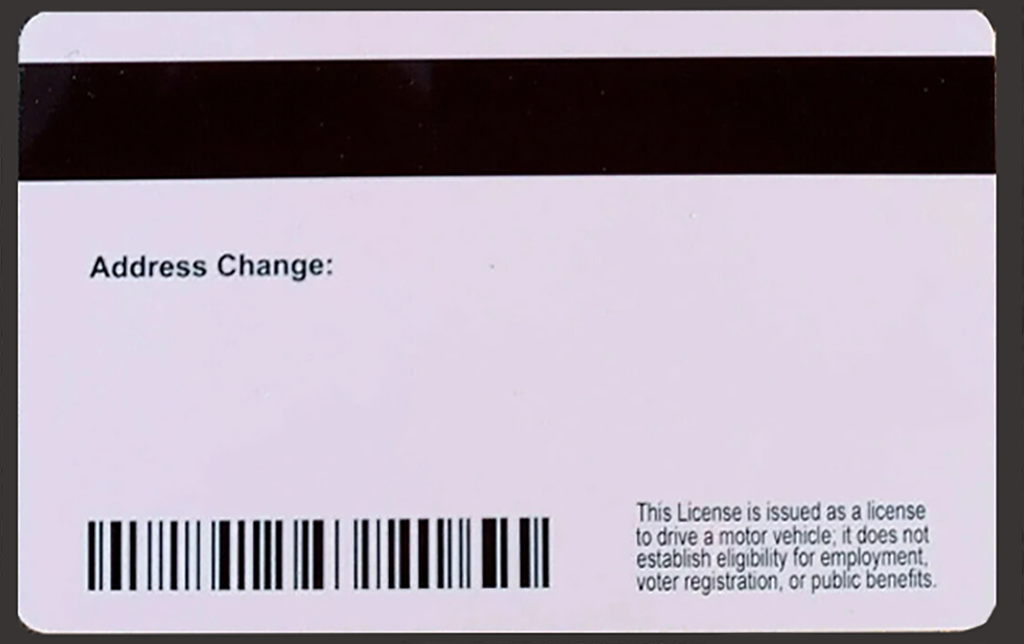 Address Change:
This License is issued as a license
to drive a motor vehicle; it does not
establish eligibility for employment,
voter registration, or public benefits.